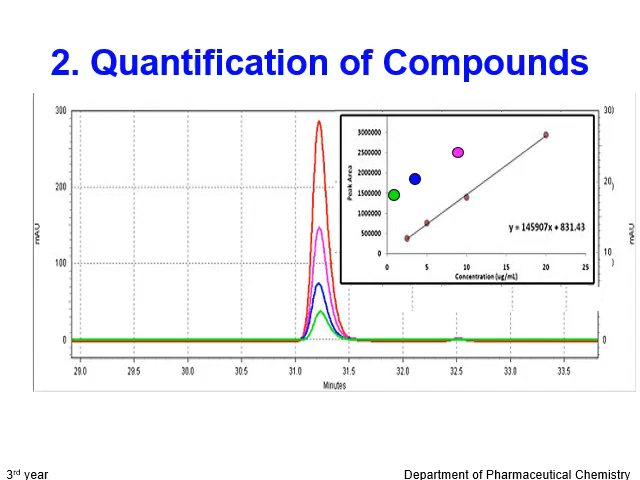 2. Quantification of Compounds
300
200
100
0
mAU
29.0 29.5 30.0 30.5 31.0 31.5 32.0 32.5 33.0 33.5
Minutes
30)
20)
10
)
0
mAU
3000000
2500000
2000000
1500000
1000000
500000
0
Peak Area
0 5 10 15 20 25
Concentration (ug/mL)
y = 145907x + 831.43
3rd year
Department of Pharmaceutical Chemistry